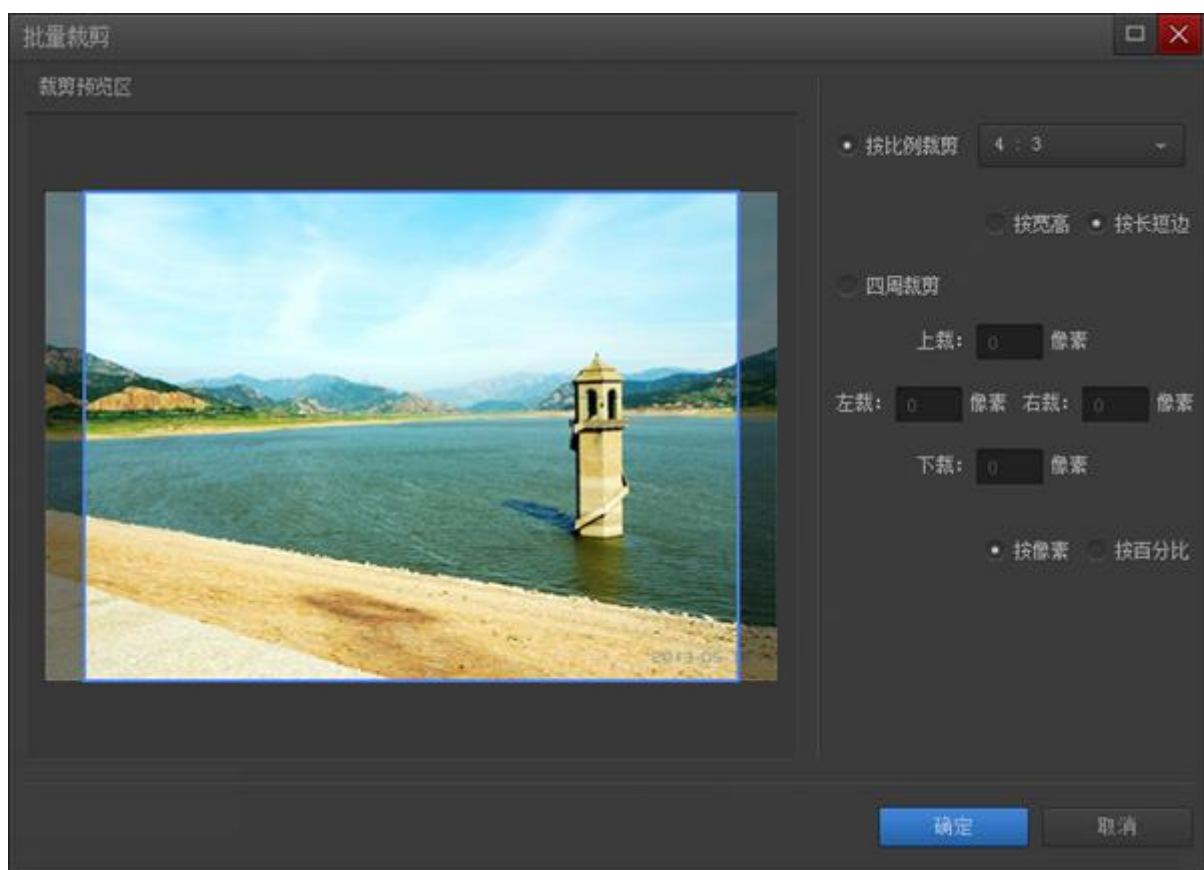 批量裁剪
裁剪预览区
按比例裁剪 4 : 3
按宽高 按长短边
四周裁剪
上裁: 0 像素
左裁: 0 像素 右裁: 0 像素
下裁: 0 像素
按像素 按百分比
2013-05
确定 取消